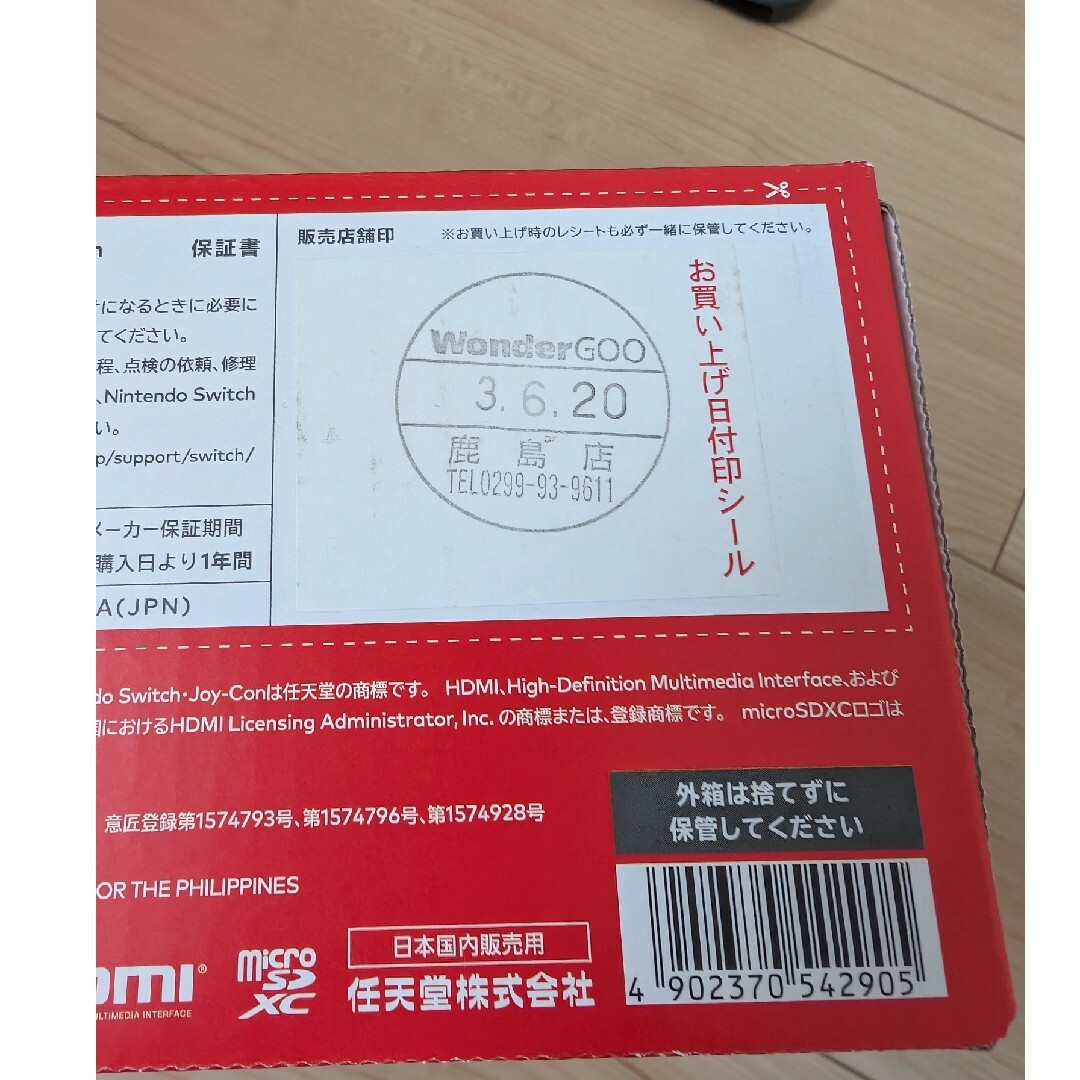 保証書
になるときに必要に
てください。
程、点検の依頼、修理
、Nintendo Switch
い。
p/support/switch/
メーカー保証期間
購入日より1年間
A(JPN)
販売店舗印
※お買い上げ時のレシートも必ず一緒に保管してください。
WonderGOO
3.6.20
鹿島店
TEL0299-93-9611
お買い上げ日付印シール
do Switch・Joy-Conは任天堂の商標です。 HDMI、High-Definition Multimedia Interface、および
におけるHDMI Licensing Administrator, Inc. の商標または、登録商標です。 microSDXCロゴは
意匠登録第1574793号、第1574796号、第1574928号
OR THE PHILIPPINES
外箱は捨てずに
保管してください
日本国内販売用
任天堂株式会社
micro
SD
XC
MULTIMEDIA INTERFACE
4 902370 542905